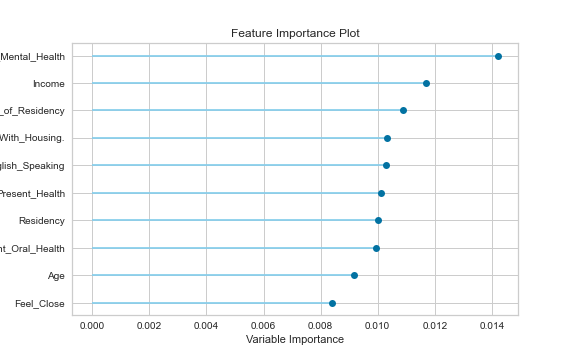 Feature Importance Plot
Mental_Health
Income
_of_Residency
With_Housing.
glish_Speaking
Present_Health
Residency
nt_Oral_Health
Age
Feel_Close
0.000 0.002 0.004 0.006 0.008 0.010 0.012 0.014
Variable Importance